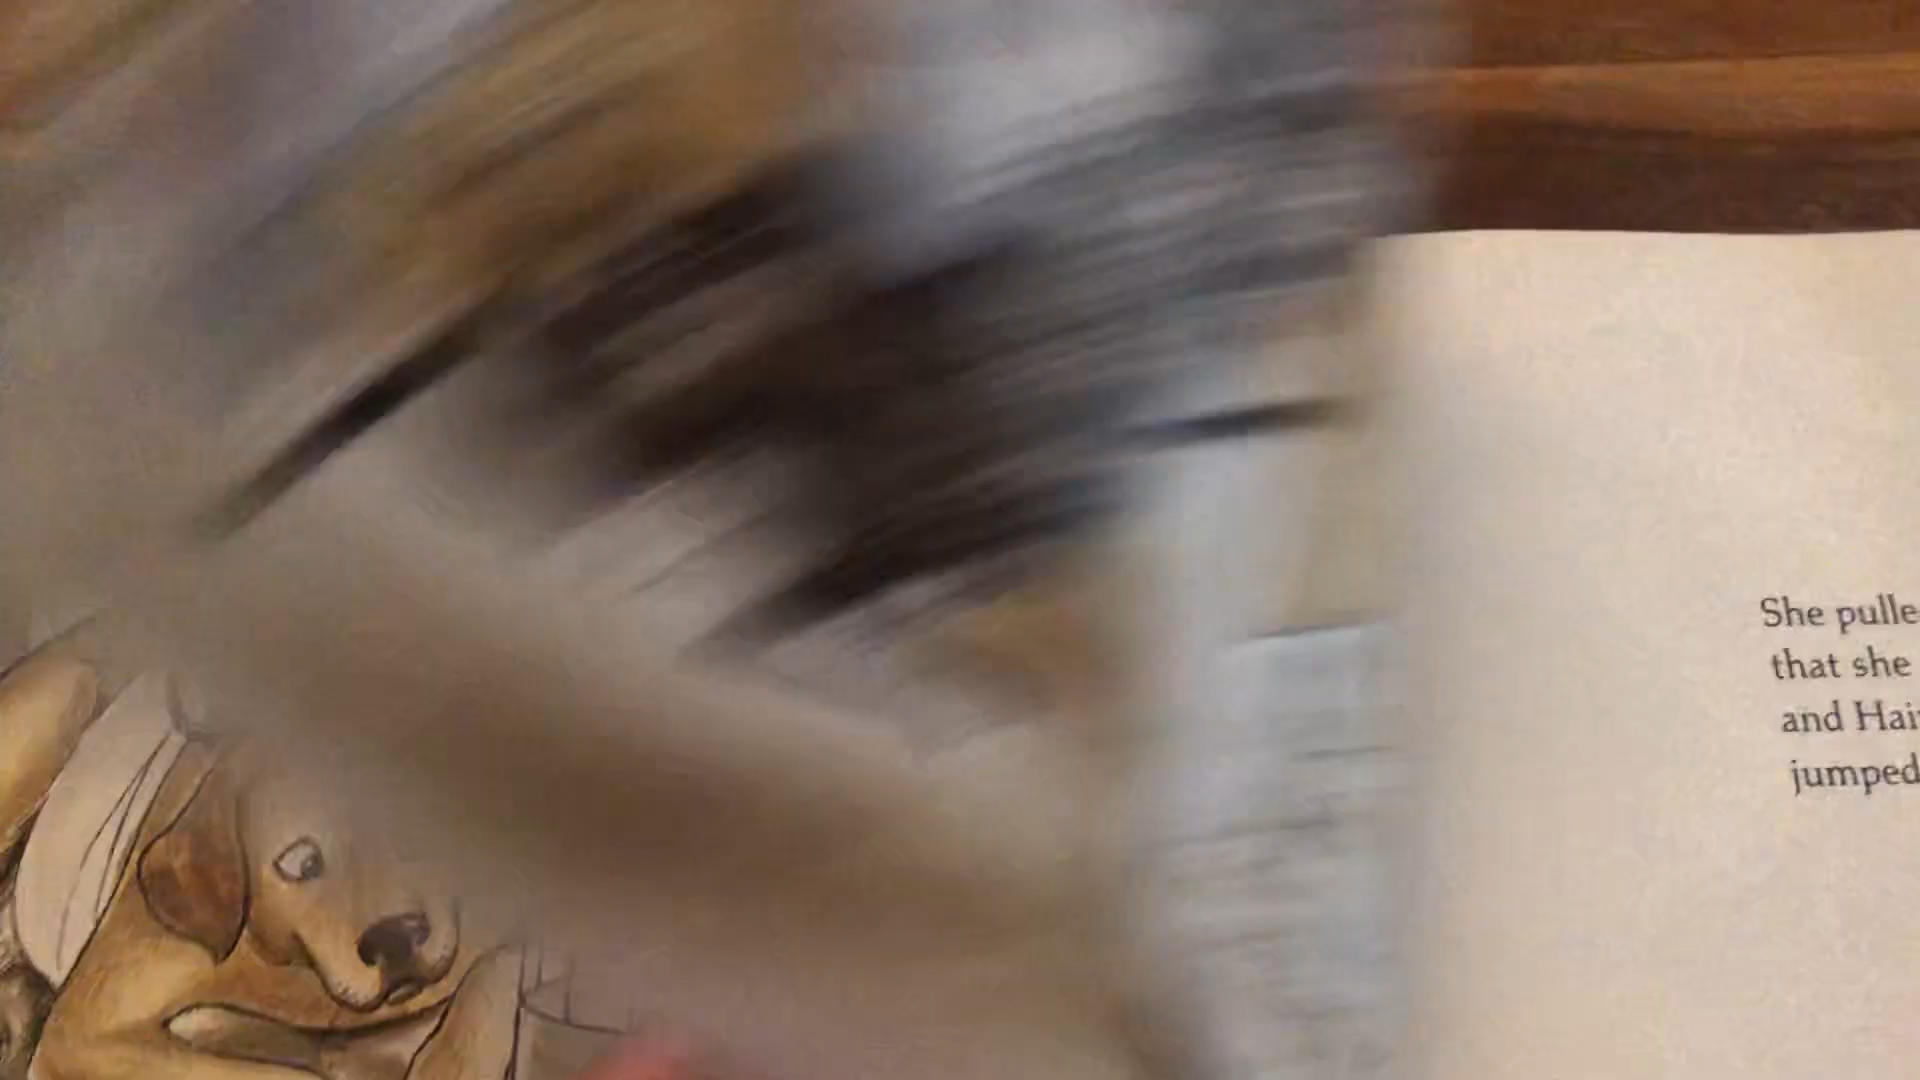 She pulle
that she
and Hai
jumped